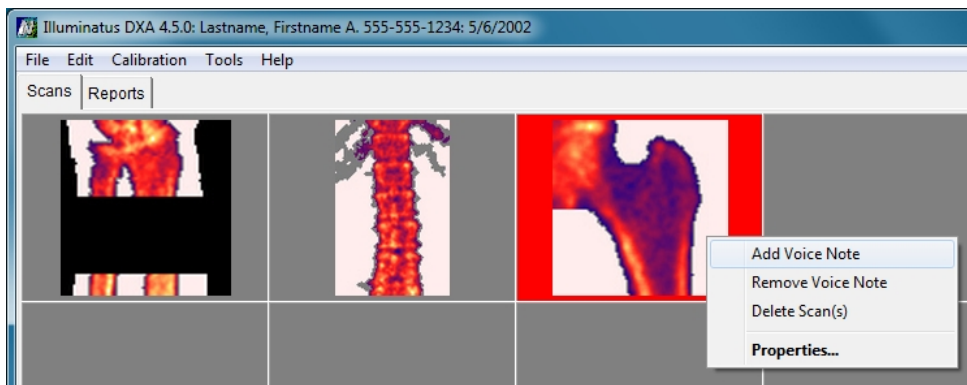 Illuminatus DXA 4.5.0: Lastname, Firstname A. 555-555-1234: 5/6/2002
File Edit Calibration Tools Help
Scans Reports
Add Voice Note
Remove Voice Note
Delete Scan(s)
Properties...